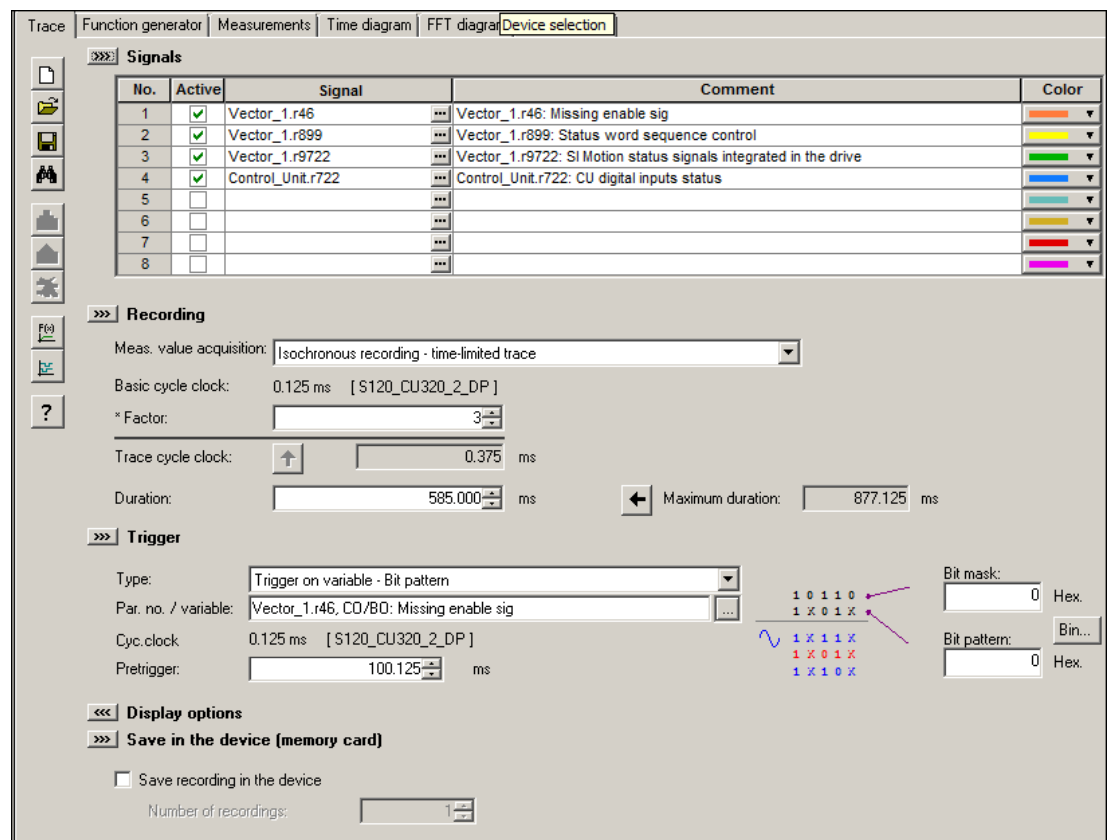 Trace Function generator Measurements Time diagram FFT diagra Device selection
>>> Signals
No. Active Signal Comment Color
1 Vector_1.r46 ... Vector_1.r46: Missing enable sig
2 Vector_1.r899 ... Vector_1.r899: Status word sequence control
3 Vector_1.r9722 ... Vector_1.r9722: SI Motion status signals integrated in the drive
4 Control_Unit.r722 ... Control_Unit.r722: CU digital inputs status
5 ...
6 ...
7 ...
8 ...
>>> Recording
Meas. value acquisition: Isochronous recording - time-limited trace
Basic cycle clock: 0.125 ms [ S120_CU320_2_DP ]
* Factor: 3
Trace cycle clock: 0.375 ms
Duration: 585.000 ms Maximum duration: 877.125 ms
>>> Trigger
Type: Trigger on variable - Bit pattern
Par. no. / variable: Vector_1.r46, CO/BO: Missing enable sig ...
Cyc.clock 0.125 ms [ S120_CU320_2_DP ]
Pretrigger: 100.125 ms
1 0 1 1 0
1 X 0 1 X
1 X 1 1 X
1 X 0 1 X
1 X 1 0 X
Bit mask:
0 Hex.
Bin...
Bit pattern:
0 Hex.
<<< Display options
>>> Save in the device (memory card)
Save recording in the device
Number of recordings: 1
F(x)
?